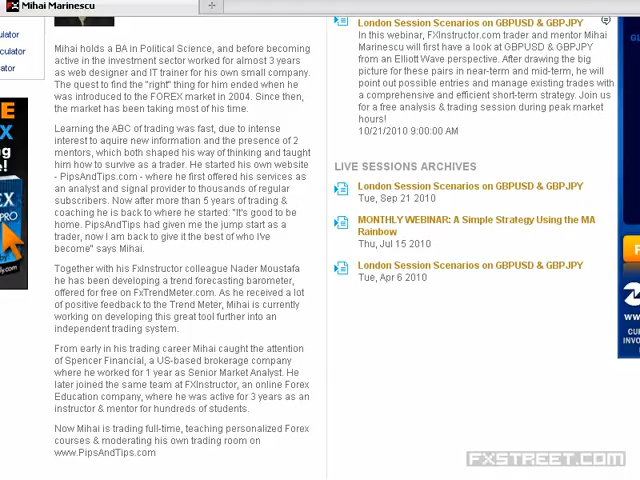 Mihai Marinescu
ulator
culator
ator
Mihai holds a BA in Political Science, and before becoming
active in the investment sector worked for almost 3 years
as web designer and IT trainer for his own small company.
The quest to find the "right" thing for him ended when he
was introduced to the FOREX market in 2004. Since then,
the market has been taking most of his time.
Learning the ABC of trading was fast, due to intense
interest to aquire new information and the presence of 2
mentors, which both shaped his way of thinking and taught
him how to survive as a trader. He started his own website
- PipsAndTips.com - where he first offered his services as
an analyst and signal provider to thousands of regular
subscribers. Now after more than 5 years of trading &
coaching he is back to where he started: "It's good to be
home. PipsAndTips had given me the jump start as a
trader, now I am back to give it the best of who I've
become" says Mihai.
Together with his FxInstructor colleague Nader Moustafa
he has been developing a trend forecasting barometer,
offered for free on FxTrendMeter.com. As he received a lot
of positive feedback to the Trend Meter, Mihai is currently
working on developing this great tool further into an
independent trading system.
From early in his trading career Mihai caught the attention
of Spencer Financial, a US-based brokerage company
where he worked for 1 year as Senior Market Analyst. He
later joined the same team at FXInstructor, an online Forex
Education company, where he was active for 3 years as an
instructor & mentor for hundreds of students.
Now Mihai is trading full-time, teaching personalized Forex
courses & moderating his own trading room on
www.PipsAndTips.com
London Session Scenarios on GBPUSD & GBPJPY
In this webinar, FXInstructor.com trader and mentor Mihai
Marinescu will first have a look at GBPUSD & GBPJPY
from an Elliott Wave perspective. After drawing the big
picture for these pairs in near-term and mid-term, he will
point out possible entries and manage existing trades with
a comprehensive and efficient short-term strategy. Join us
for a free analysis & trading session during peak market
hours!
10/21/2010 9:00:00 AM
LIVE SESSIONS ARCHIVES
London Session Scenarios on GBPUSD & GBPJPY
Tue, Sep 21 2010
MONTHLY WEBINAR: A Simple Strategy Using the MA
Rainbow
Thu, Jul 15 2010
London Session Scenarios on GBPUSD & GBPJPY
Tue, Apr 6 2010
EX
PRO
y.com
www.
CUR
INVO
FXSTREET.COM